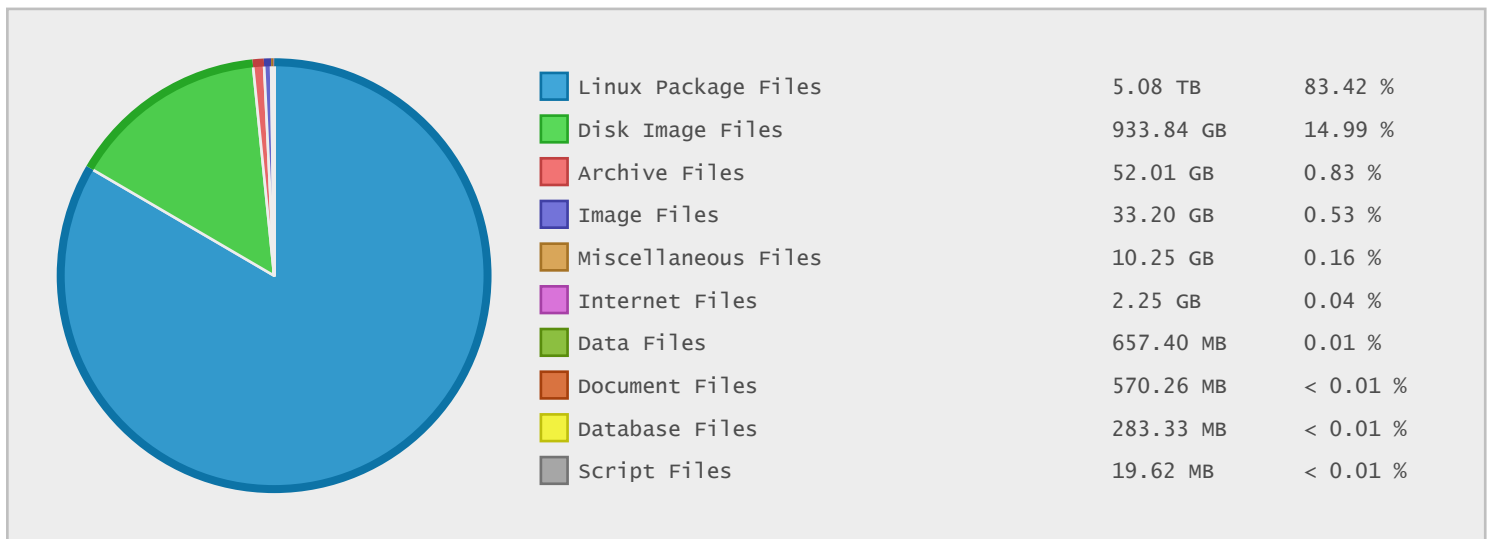 Linux Package Files 5.08 TB 83.42 %
Disk Image Files 933.84 GB 14.99 %
Archive Files 52.01 GB 0.83 %
Image Files 33.20 GB 0.53 %
Miscellaneous Files 10.25 GB 0.16 %
Internet Files 2.25 GB 0.04 %
Data Files 657.40 MB 0.01 %
Document Files 570.26 MB < 0.01 %
Database Files 283.33 MB < 0.01 %
Script Files 19.62 MB < 0.01 %